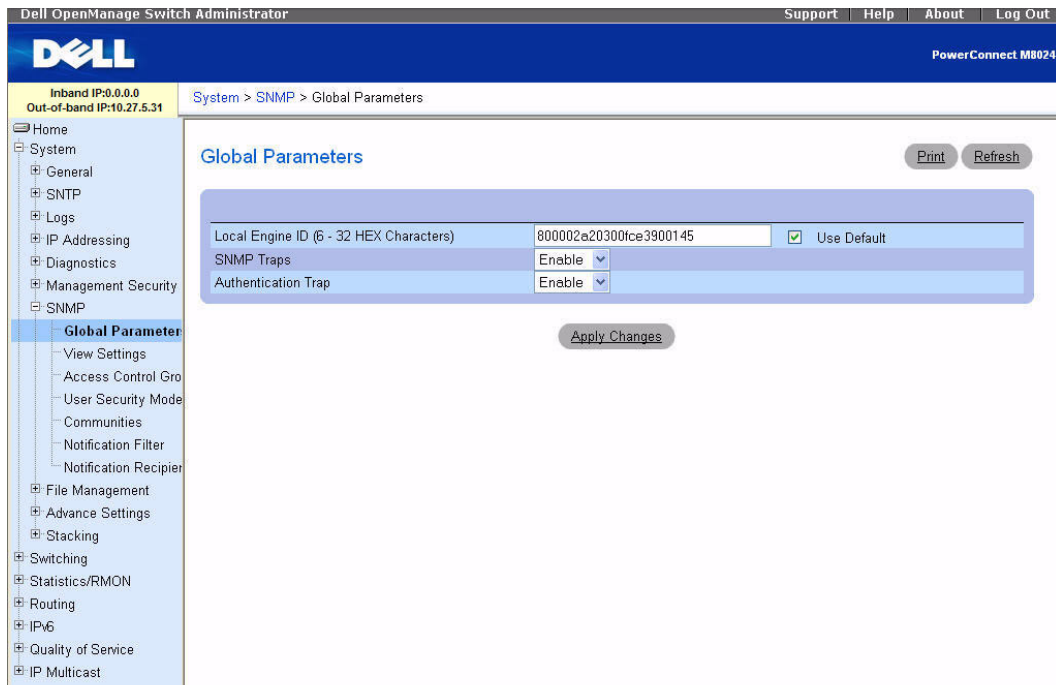 Dell OpenManage Switch Administrator
Support | Help | About | Log Out
DELL
PowerConnect M8024
Inband IP:0.0.0.0
Out-of-band IP:10.27.5.31
System > SNMP > Global Parameters
Home
System
General
SNTP
Logs
IP Addressing
Diagnostics
Management Security
SNMP
Global Parameter
View Settings
Access Control Gro
User Security Mode
Communities
Notification Filter
Notification Recipier
File Management
Advance Settings
Stacking
Switching
Statistics/RMON
Routing
IPv6
Quality of Service
IP Multicast
Global Parameters
Print Refresh
Local Engine ID (6 - 32 HEX Characters) 800002a20300fce3900145 Use Default
SNMP Traps Enable
Authentication Trap Enable
Apply Changes